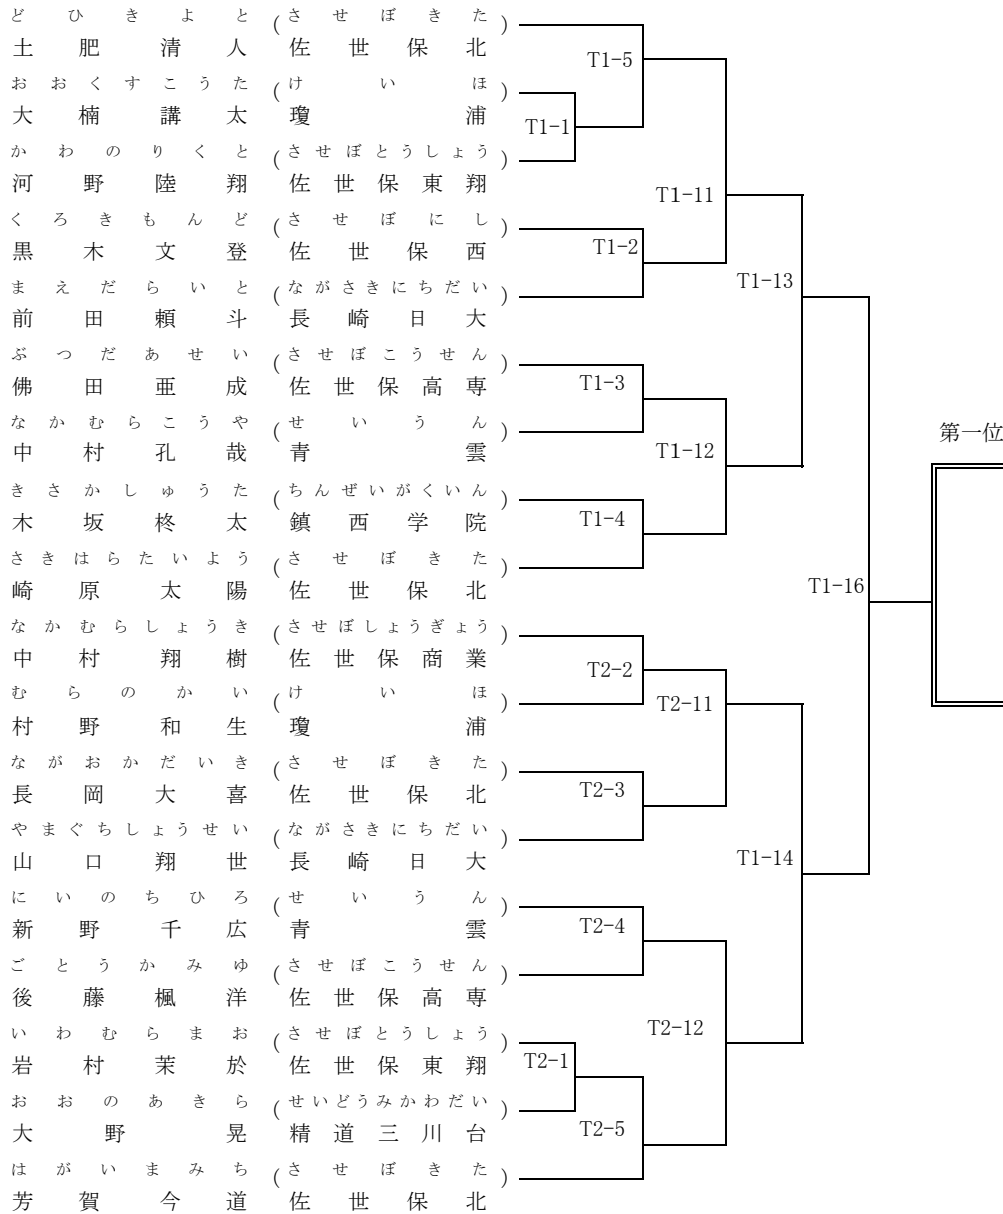 どひきよと（させぼきた）
土肥清人 佐世保北
T1-5
おおくすこうた（けいほ）
大楠講太 瓊浦
T1-1
かわのりくと（させぼとうしょう）
河野陸翔 佐世保東翔
T1-11
くろきもんど（させぼにし）
黒木文登 佐世保西
T1-2
T1-13
まえだらいと（ながさきにちだい）
前田頼斗 長崎日大
ぶつだあせい（させぼこうせん）
佛田亜成 佐世保高専
T1-3
なかむらこうや（せいうん）
中村孔哉 青雲
T1-12
第一位
きさかしゅうた（ちんぜいがくいん）
木坂柊太 鎮西学院
T1-4
さきはらたいよう（させぼきた）
崎原太陽 佐世保北
T1-16
なかむらしょうき（させぼしょうぎょう）
中村翔樹 佐世保商業
T2-2
むらのかい（けいほ）
村野和生 瓊浦
T2-11
ながおかだいき（させぼきた）
長岡大喜 佐世保北
T2-3
やまぐちしょうせい（ながさきにちだい）
山口翔世 長崎日大
T1-14
にいのちひろ（せいうん）
新野千広 青雲
T2-4
ごとうかみゆ（させぼこうせん）
後藤楓洋 佐世保高専
T2-12
いわむらまお（させぼとうしょう）
岩村茉於 佐世保東翔
T2-1
おおのあきら（せいどうみかわだい）
大野晃 精道三川台
T2-5
はがいまみち（させぼきた）
芳賀今道 佐世保北